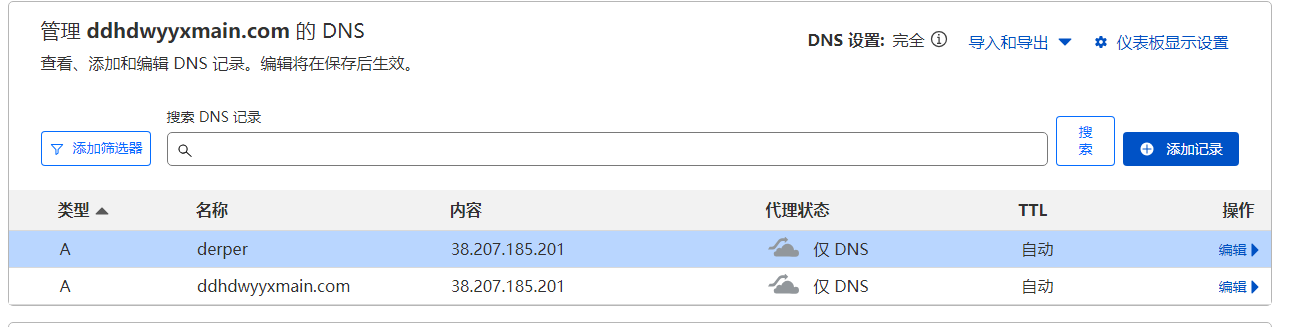 管理 ddhdwyyxmain.com 的 DNS
查看、添加和编辑 DNS 记录。编辑将在保存后生效。
DNS 设置: 完全 导入和导出 仪表板显示设置
搜索 DNS 记录
添加筛选器
搜
索
添加记录
类型 名称 内容 代理状态 TTL 操作
A derper 38.207.185.201 仅 DNS 自动 编辑
A ddhdwyyxmain.com 38.207.185.201 仅 DNS 自动 编辑